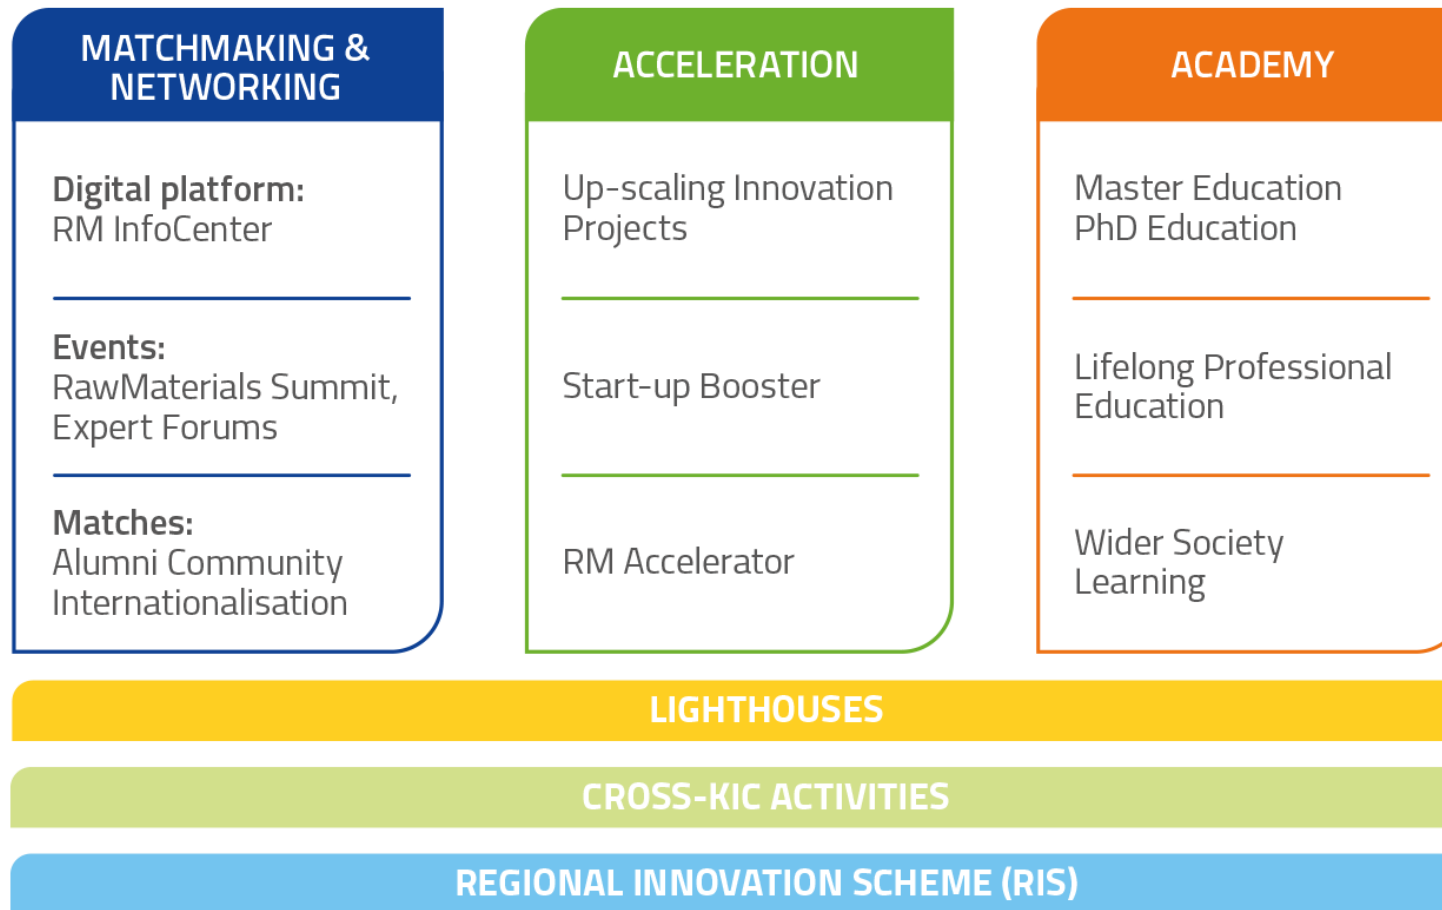 MATCHMAKING &
NETWORKING
Digital platform:
RM InfoCenter
Events:
RawMaterials Summit,
Expert Forums
Matches:
Alumni Community
Internationalisation
ACCELERATION
Up-scaling Innovation
Projects
Start-up Booster
RM Accelerator
ACADEMY
Master Education
PhD Education
Lifelong Professional
Education
Wider Society
Learning
LIGHTHOUSES
CROSS-KIC ACTIVITIES
REGIONAL INNOVATION SCHEME (RIS)